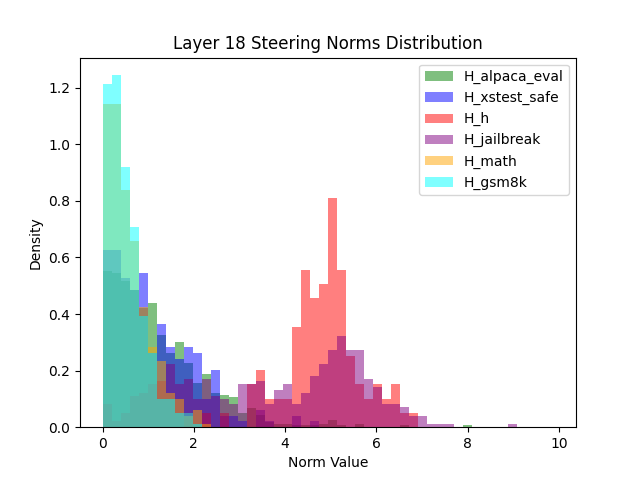 Layer 18 Steering Norms Distribution
H_alpaca_eval
H_xstest_safe
H_h
H_jailbreak
H_math
H_gsm8k
Density
1.2
1.0
0.8
0.6
0.4
0.2
0.0
0
2
4
6
8
10
Norm Value